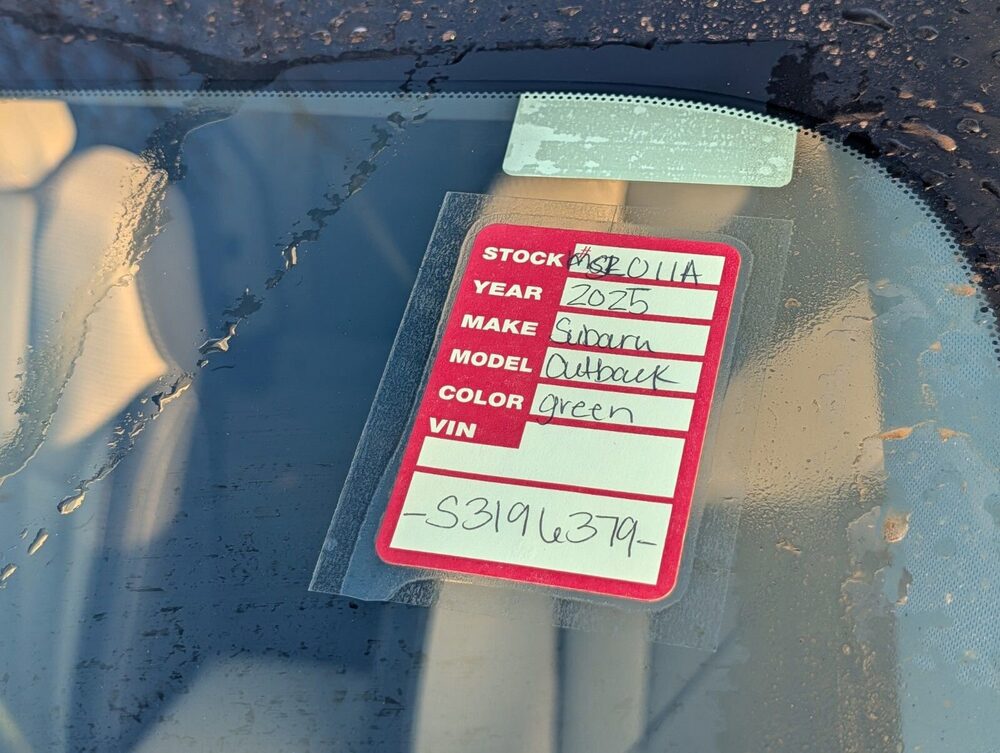 STOCK #
YEAR 2025
MAKE Subaru
MODEL Outback
COLOR green
VIN
-S3196379-